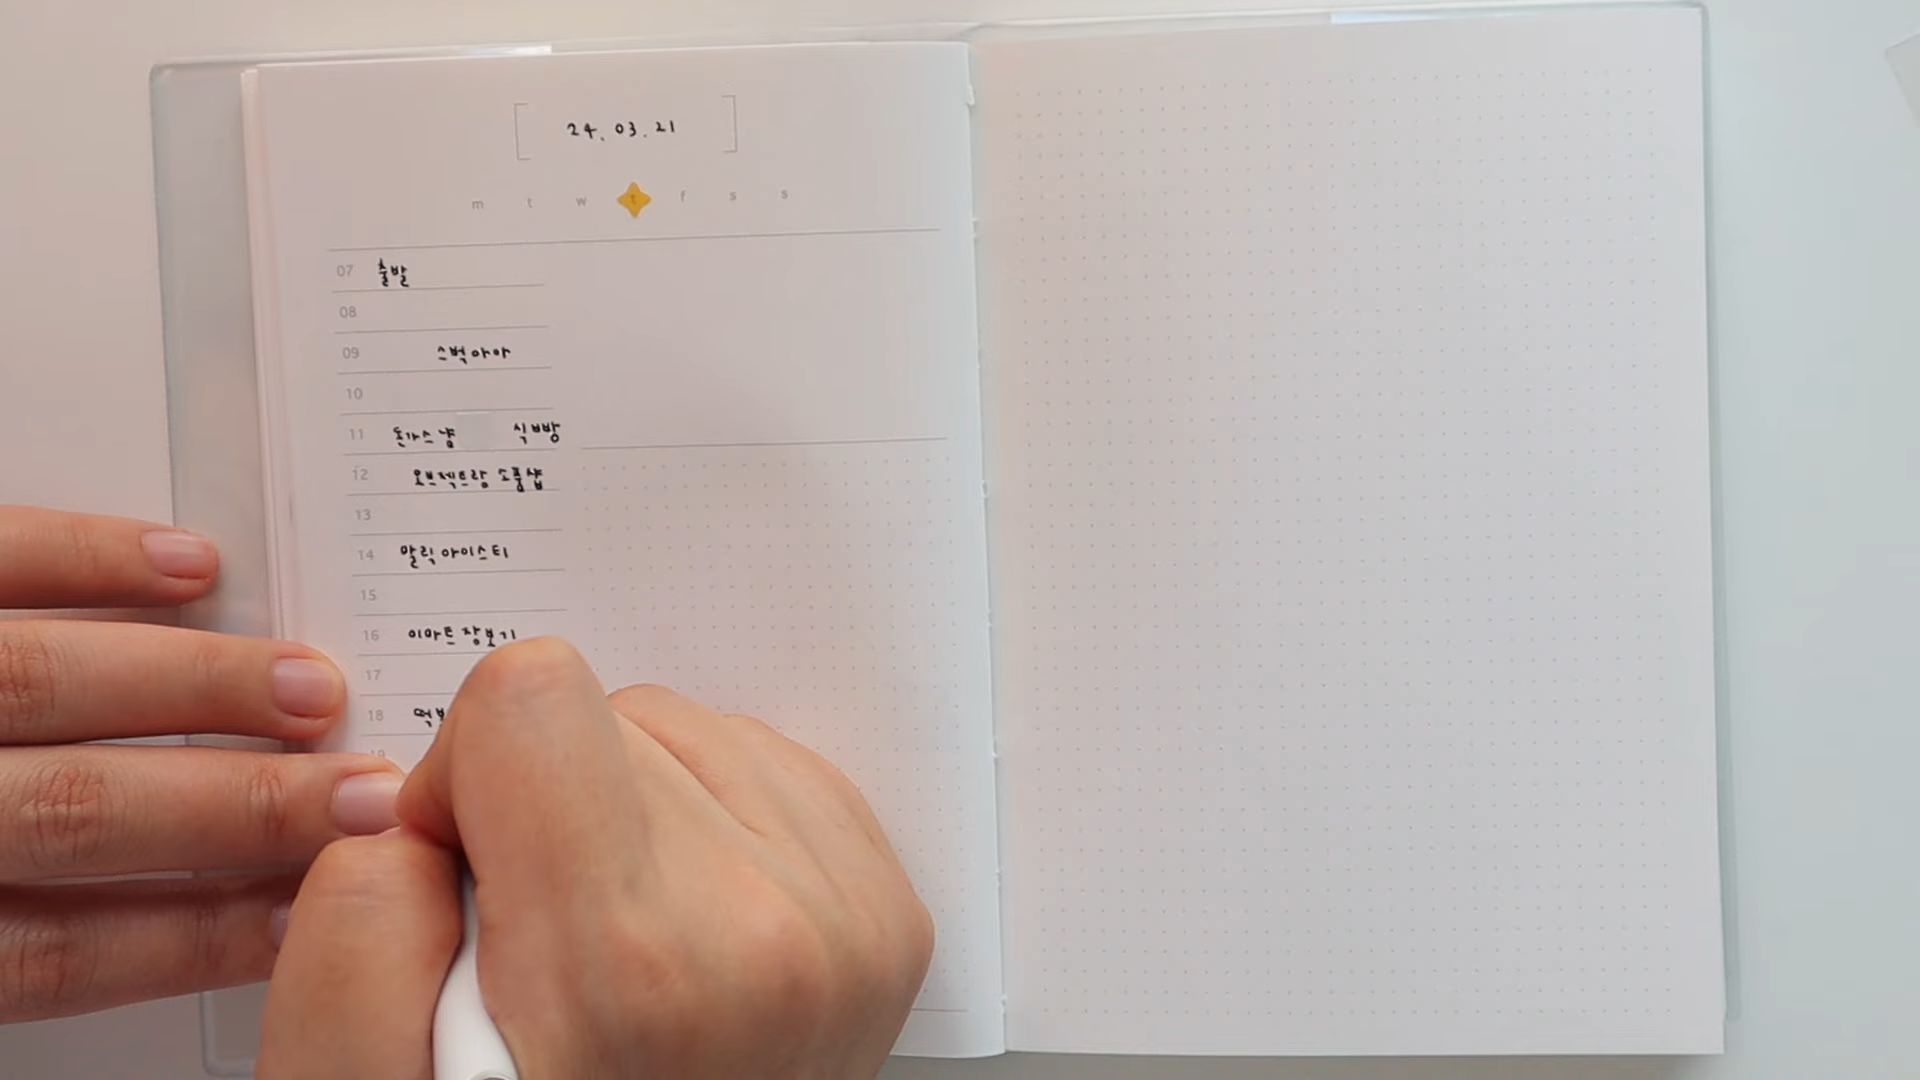 24. 03. 21
m t w t f s s
07 출발
08
09 스벅 아아
10
11 돈가스 냠 식빵
12 오브젝트랑 소품샵
13
14 말릭 아이스티
15
16 이마트 장보기
17
18
19